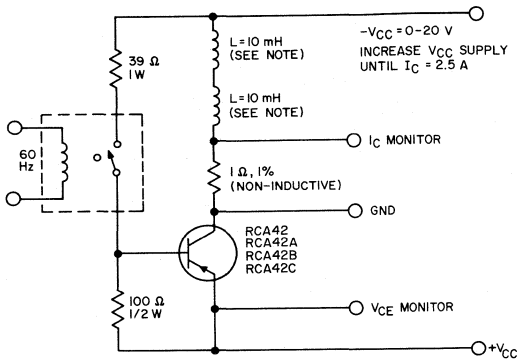 39 Ω
1W
L=10 mH
(SEE NOTE)
-VCC = 0-20 V
INCREASE VCC SUPPLY
UNTIL IC = 2.5 A
L=10 mH
(SEE NOTE)
60
Hz
IC MONITOR
1 Ω, 1%
(NON-INDUCTIVE)
GND
RCA42
RCA42A
RCA42B
RCA42C
100 Ω
1/2 W
VCE MONITOR
+VCC